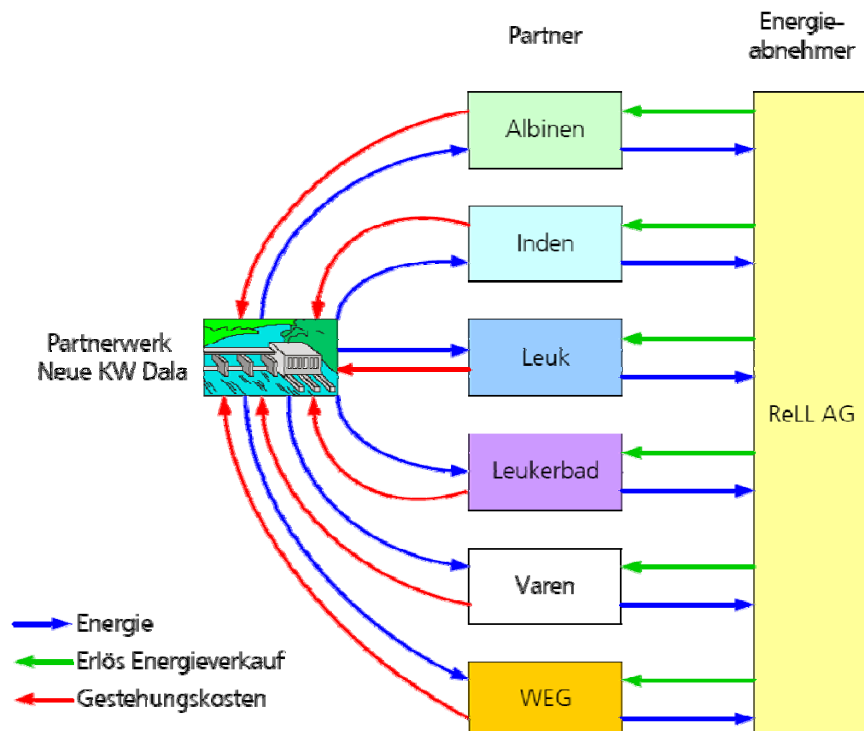 Partner
Energie-
abnehmer
Albinen
Inden
Leuk
Leukerbad
Varen
WEG
ReLL AG
Partnerwerk
Neue KW Dala
Energie
Erlös Energieverkauf
Gestehungskosten